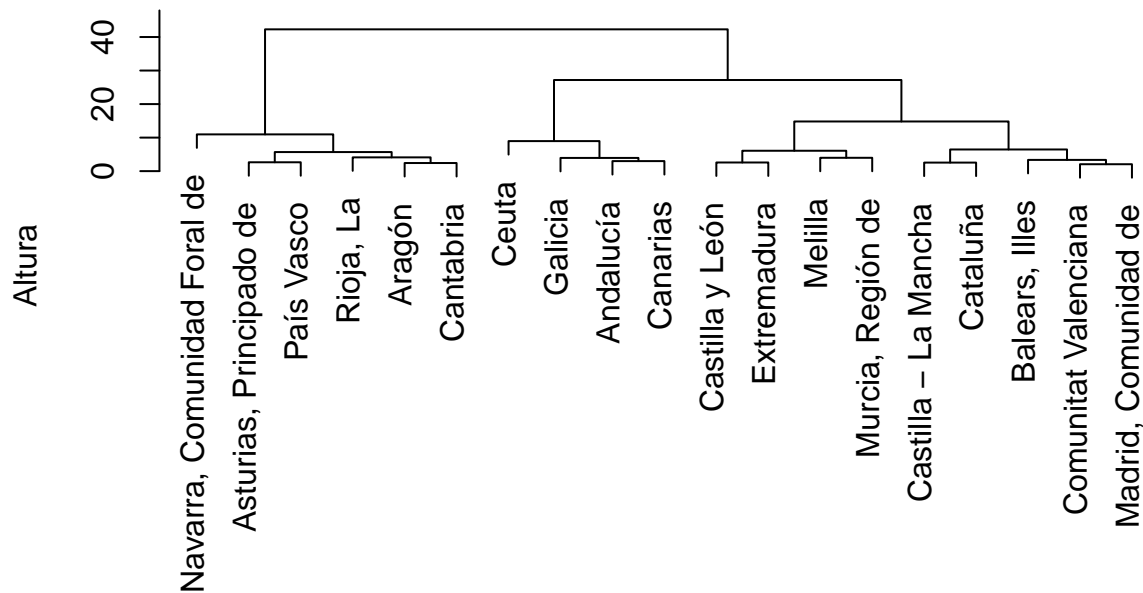 Altura
40
20
0
Navarra, Comunidad Foral de
Asturias, Principado de
País Vasco
Rioja, La
Aragón
Cantabria
Ceuta
Galicia
Andalucía
Canarias
Castilla y León
Extremadura
Melilla
Murcia, Región de
Castilla – La Mancha
Cataluña
Balears, Illes
Comunitat Valenciana
Madrid, Comunidad de